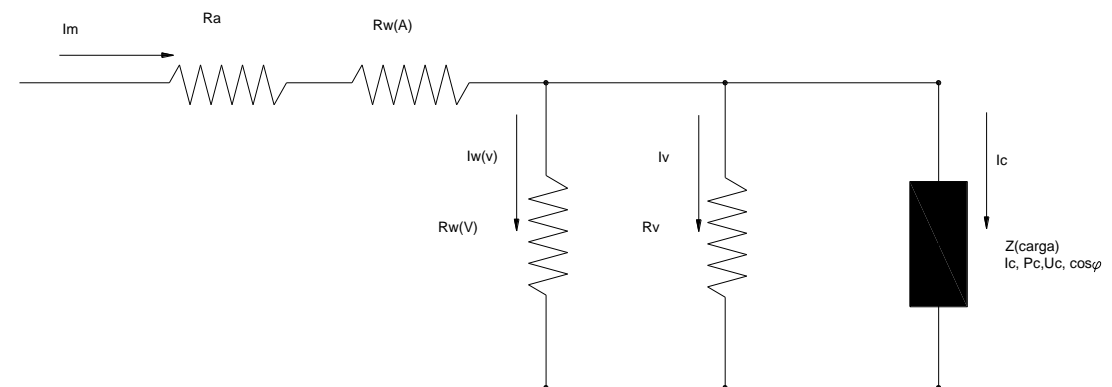 Im
Ra
Rw(A)
Iw(v)
Iv
Ic
Rw(V)
Rv
Z(carga)
Ic, Pc,Uc, cosφ